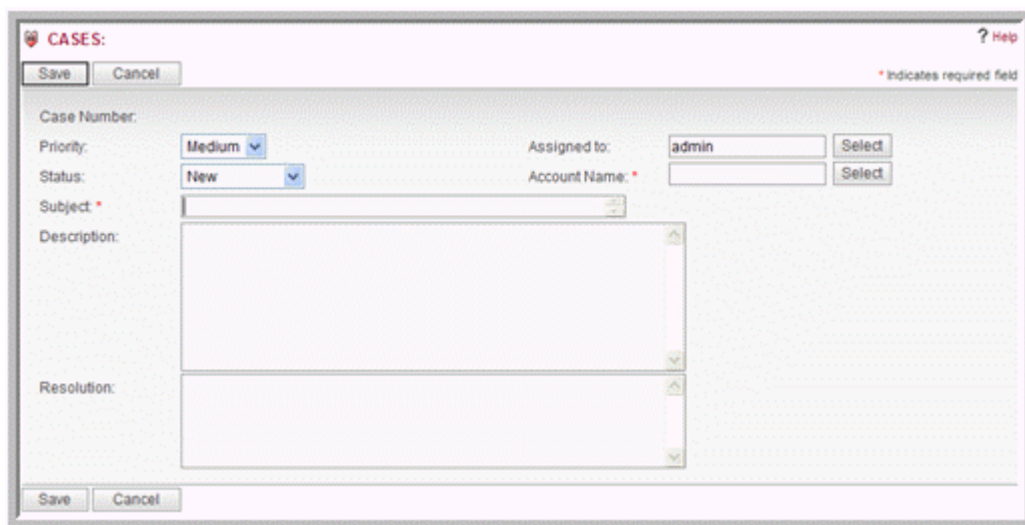 CASES:
? Help
Save Cancel
* Indicates required field
Case Number:
Priority: Medium Assigned to: admin Select
Status: New Account Name: * Select
Subject: *
Description:
Resolution:
Save Cancel